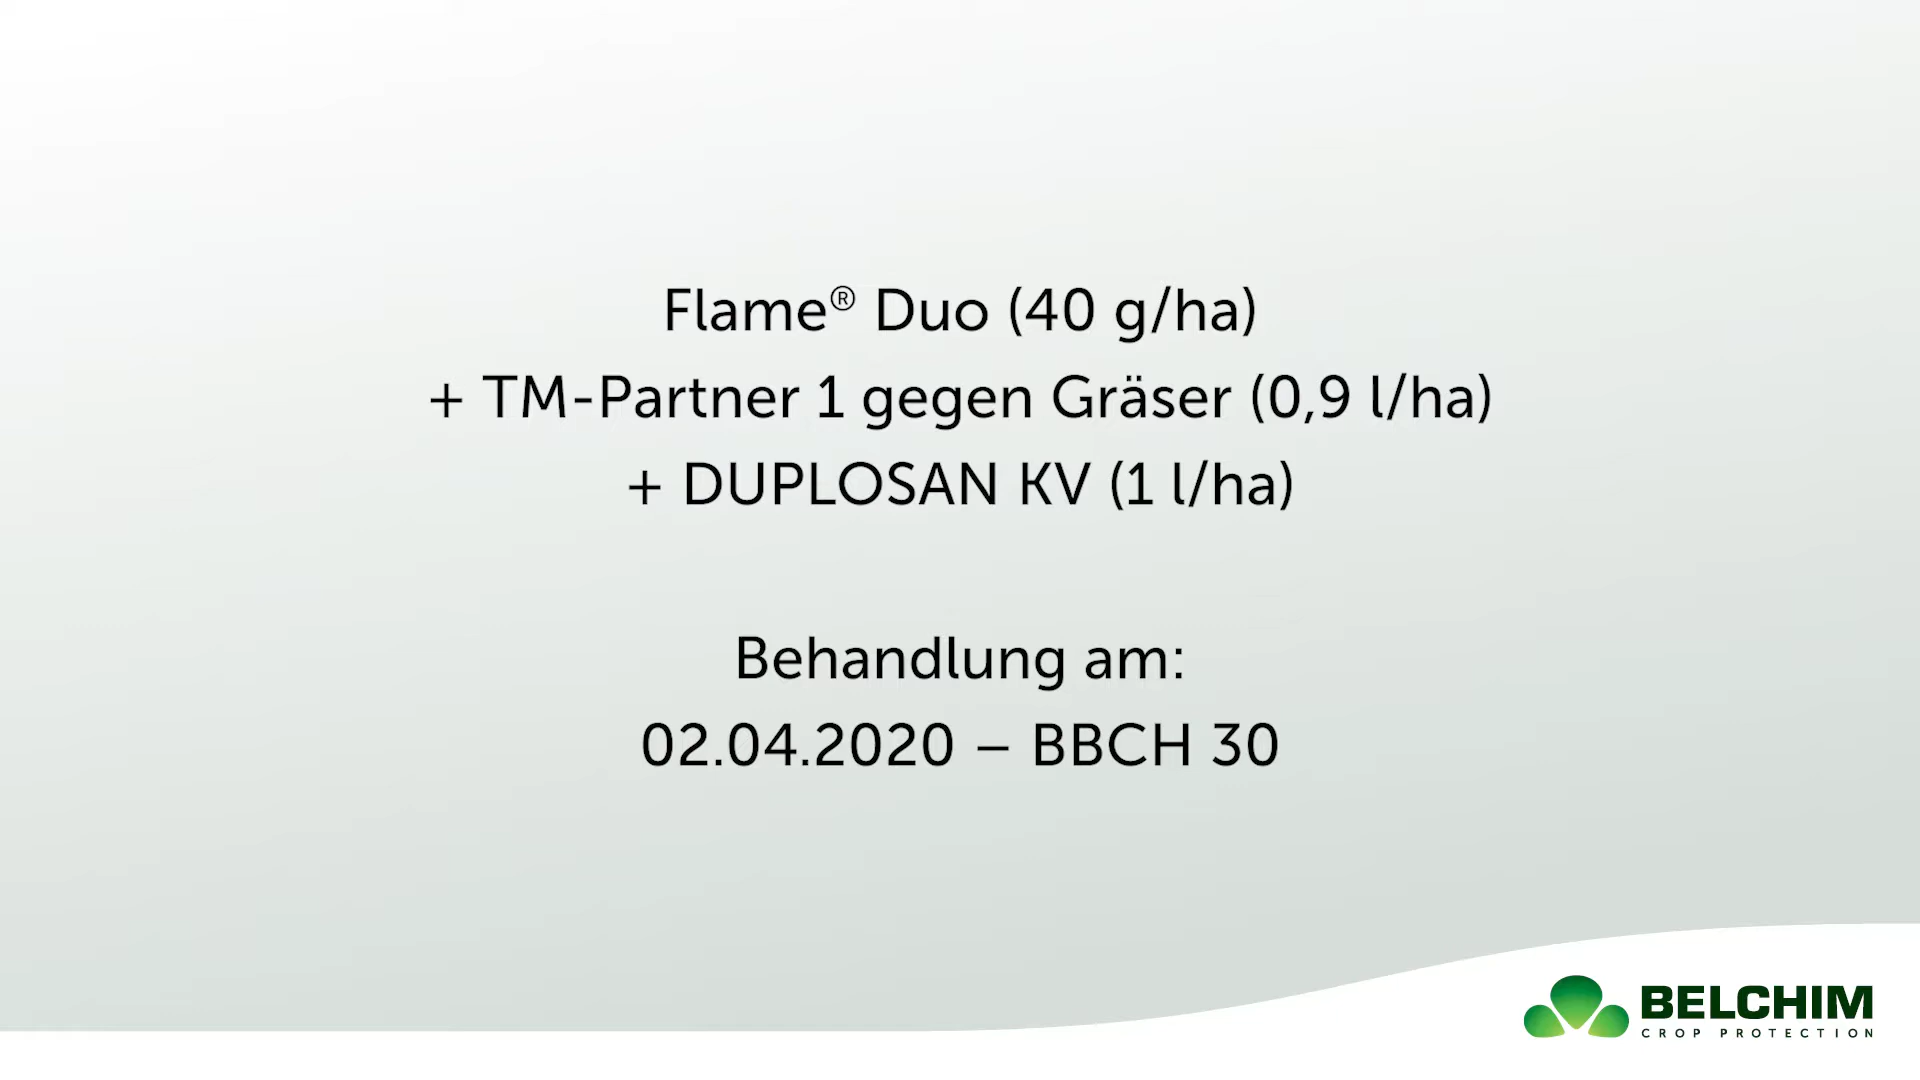 Flame® Duo (40 g/ha)
+ TM-Partner 1 gegen Gräser (0,9 l/ha)
+ DUPLOSAN KV (1 l/ha)
Behandlung am:
02.04.2020 – BBCH 30
BELCHIM
CROP PROTECTION